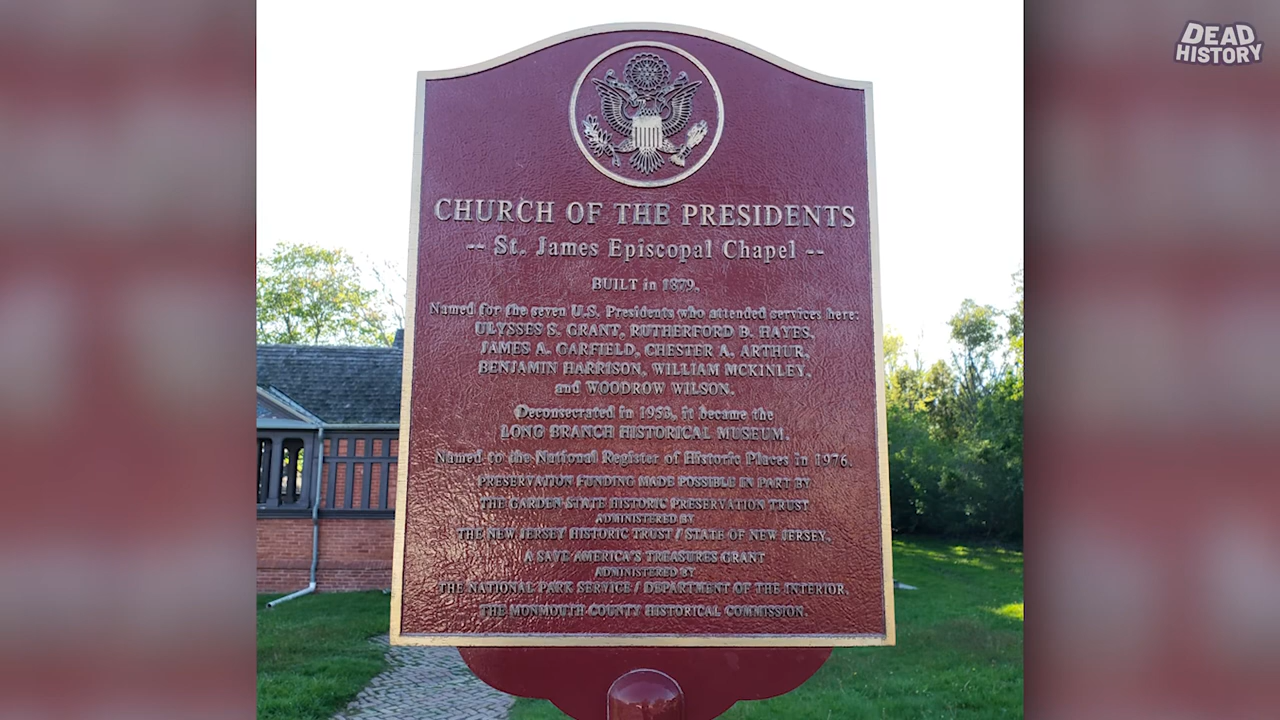 DEAD
HISTORY
CHURCH OF THE PRESIDENTS
-- St. James Episcopal Chapel --
BUILT in 1879.
Named for the seven U.S. Presidents who attended services here:
ULYSSES S. GRANT, RUTHERFORD B. HAYES,
JAMES A. GARFIELD, CHESTER A. ARTHUR,
BENJAMIN HARRISON, WILLIAM MCKINLEY,
and WOODROW WILSON.
Deconsecrated in 1953, it became the
LONG BRANCH HISTORICAL MUSEUM.
Named to the National Register of Historic Places in 1976.
PRESERVATION FUNDING MADE POSSIBLE IN PART BY
THE GARDEN STATE HISTORIC PRESERVATION TRUST
ADMINISTERED BY
THE NEW JERSEY HISTORIC TRUST / STATE OF NEW JERSEY,
A SAVE AMERICA'S TREASURES GRANT
ADMINISTERED BY
THE NATIONAL PARK SERVICE / DEPARTMENT OF THE INTERIOR,
THE MONMOUTH COUNTY HISTORICAL COMMISSION.